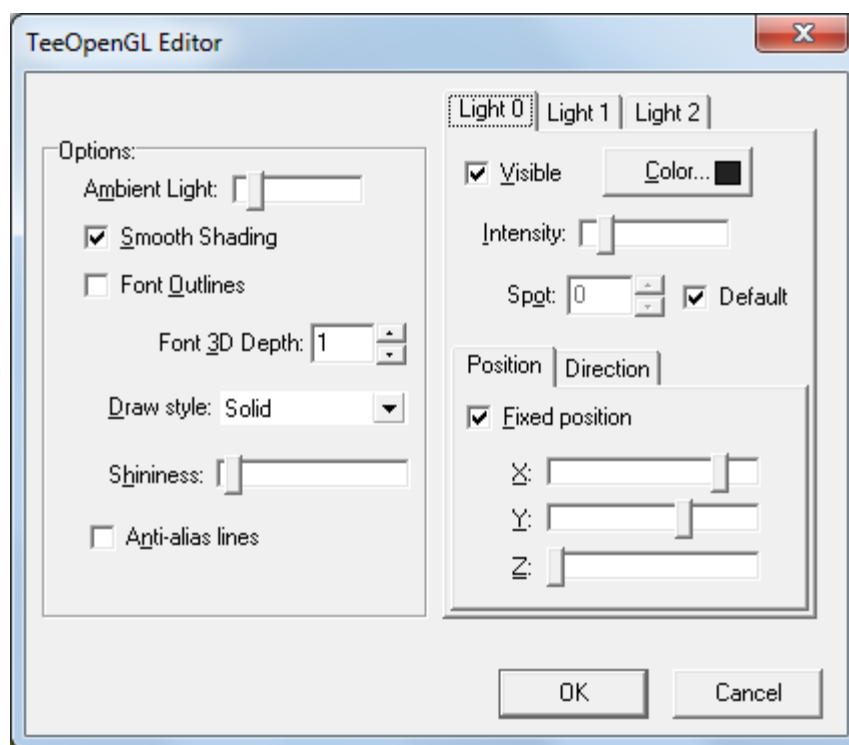 TeeOpenGL Editor
Options:
Ambient Light:
Smooth Shading
Font Outlines
Font 3D Depth: 1
Draw style: Solid
Shininess:
Anti-alias lines
Light 0 Light 1 Light 2
Visible Color...
Intensity:
Spot: 0 Default
Position Direction
Fixed position
X:
Y:
Z:
OK Cancel